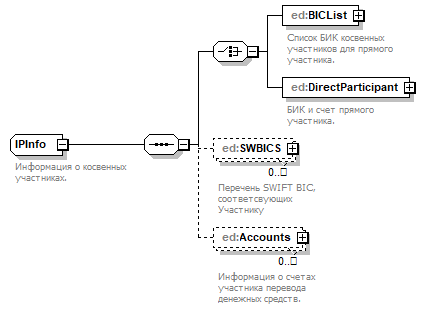 ed:BICList
Список БИК косвенных
участников для прямого
участника.
ed:DirectParticipant
БИК и счет прямого
участника.
IPInfo
Информация о косвенных
участниках.
ed:SWBICS
0..□
Перечень SWIFT BIC,
соответсвующих
Участнику
ed:Accounts
0..□
Информация о счетах
участника перевода
денежных средств.